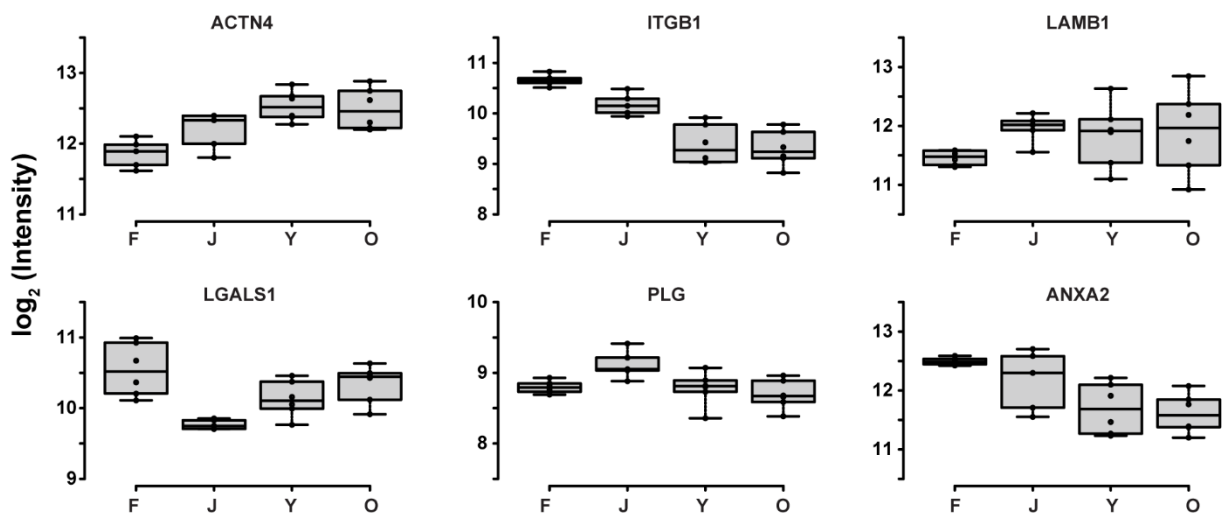 ACTN4
ITGB1
LAMB1
log2 (Intensity)
13
12
11
F J Y O
11
10
9
8
F J Y O
13
12
11
F J Y O
LGALS1
PLG
ANXA2
11
10
9
F J Y O
10
9
8
F J Y O
13
12
11
F J Y O